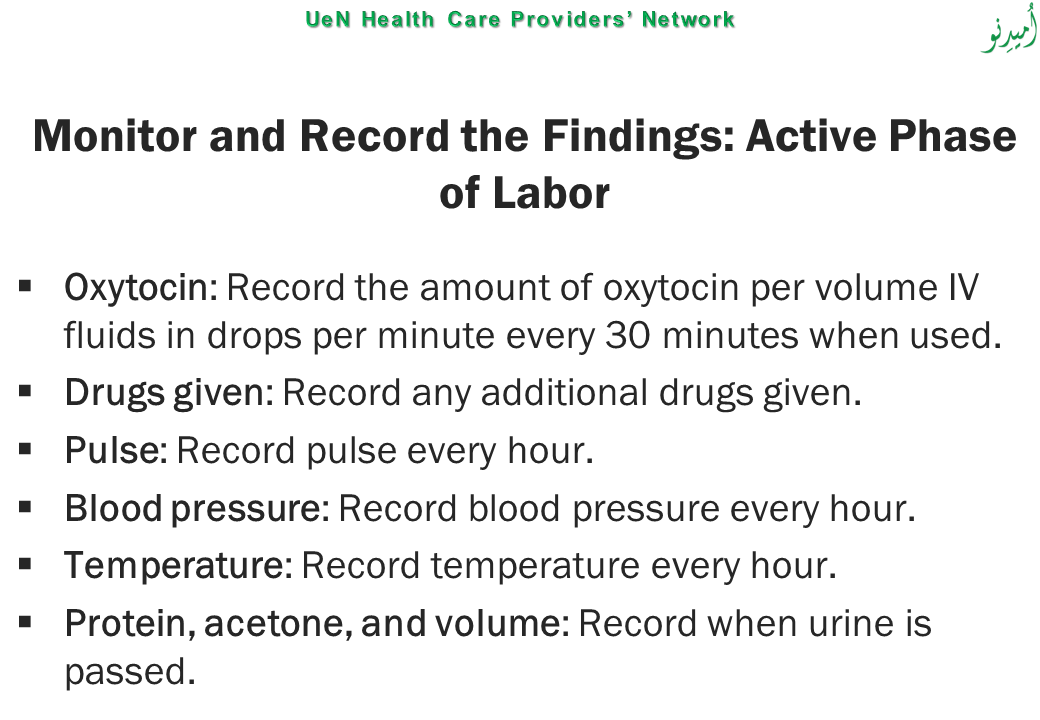 UeN Health Care Providers’ Network
اُمیدِنو
Monitor and Record the Findings: Active Phase
of Labor
▪ Oxytocin: Record the amount of oxytocin per volume IV
fluids in drops per minute every 30 minutes when used.
▪ Drugs given: Record any additional drugs given.
▪ Pulse: Record pulse every hour.
▪ Blood pressure: Record blood pressure every hour.
▪ Temperature: Record temperature every hour.
▪ Protein, acetone, and volume: Record when urine is
passed.